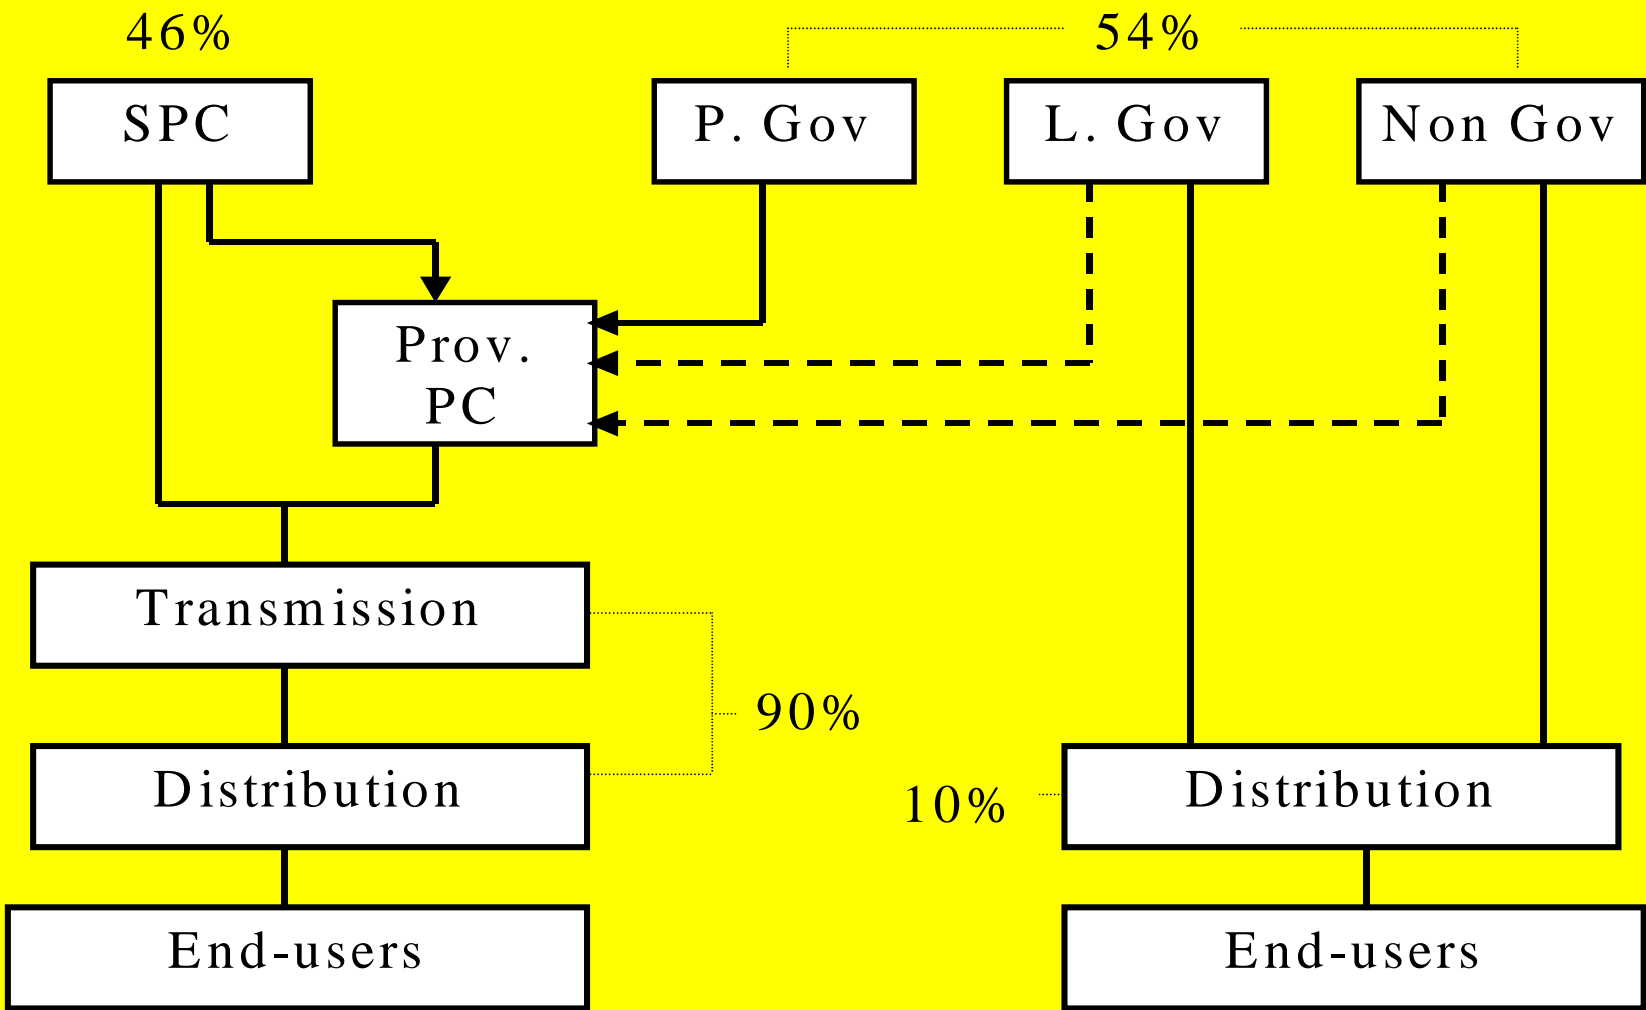 46%
54%
SPC
P. Gov
L. Gov
Non Gov
Prov.
PC
Transmission
90%
Distribution
10%
Distribution
End-users
End-users